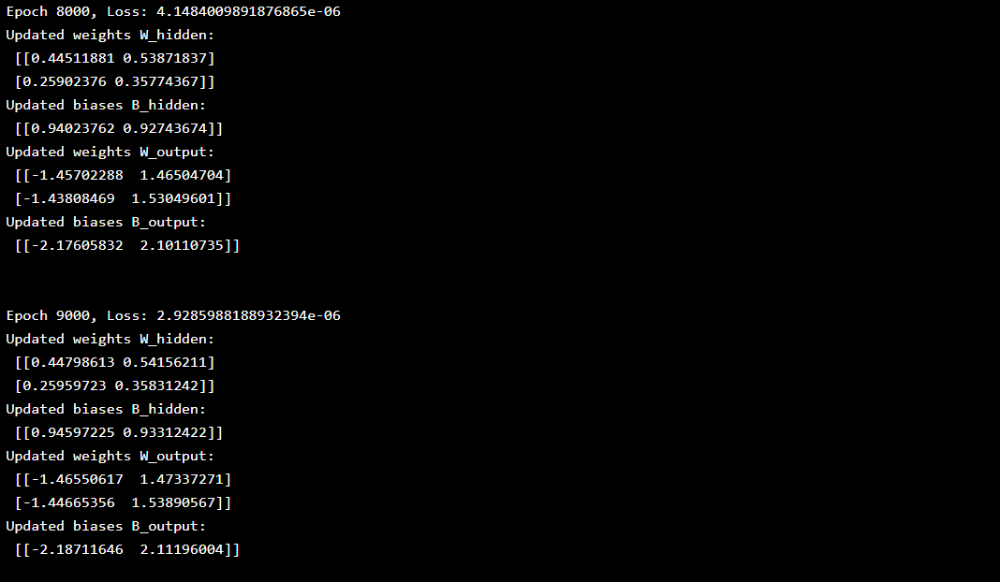 Epoch 8000, Loss: 4.1484009891876865e-06
Updated weights W_hidden:
[[0.44511881 0.53871837]
[0.25902376 0.35774367]]
Updated biases B_hidden:
[[0.94023762 0.92743674]]
Updated weights W_output:
[[-1.45702288  1.46504704]
[-1.43808469  1.53049601]]
Updated biases B_output:
[[-2.17605832  2.10110735]]
Epoch 9000, Loss: 2.9285988188932394e-06
Updated weights W_hidden:
[[0.44798613 0.54156211]
[0.25959723 0.35831242]]
Updated biases B_hidden:
[[0.94597225 0.93312422]]
Updated weights W_output:
[[-1.46550617  1.47337271]
[-1.44665356  1.53890567]]
Updated biases B_output:
[[-2.18711646  2.11196004]]